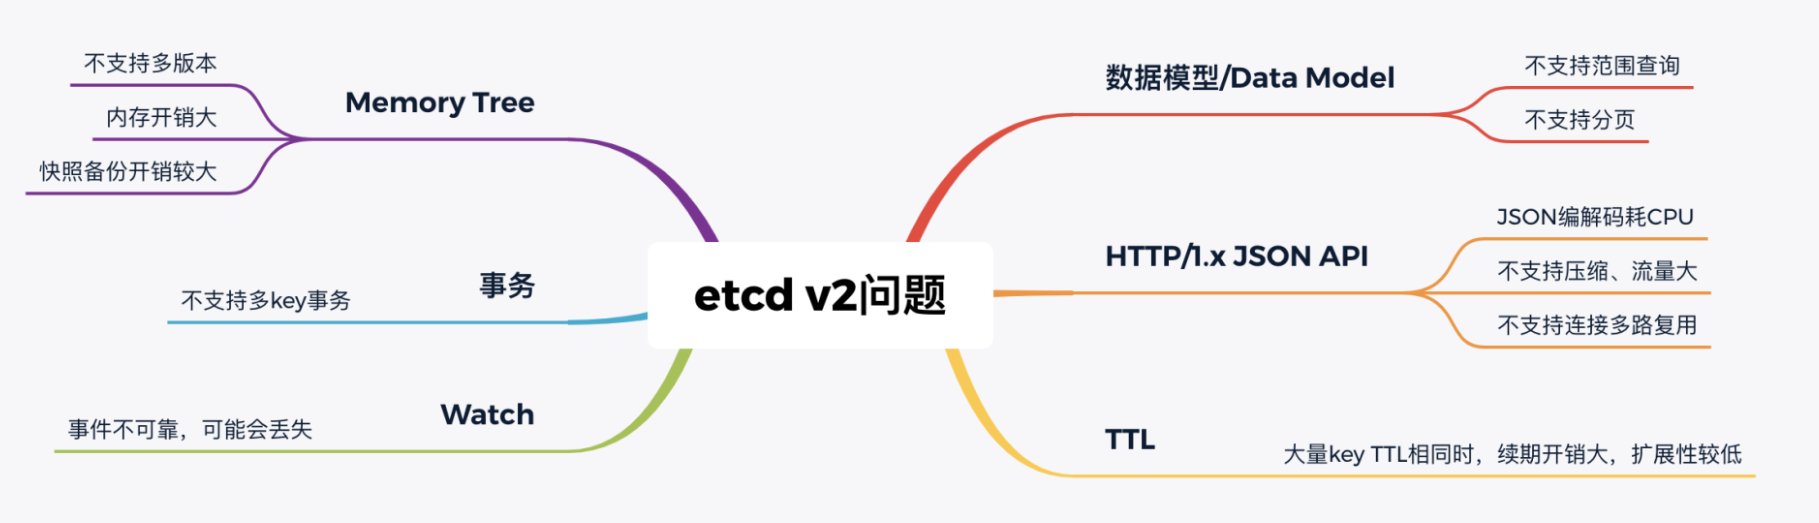 etcd v2问题
数据模型/Data Model
不支持范围查询
不支持分页
HTTP/1.x JSON API
JSON编解码耗CPU
不支持压缩、流量大
不支持连接多路复用
TTL
大量key TTL相同时，续期开销大，扩展性较低
Memory Tree
不支持多版本
内存开销大
快照备份开销较大
事务
不支持多key事务
Watch
事件不可靠，可能会丢失